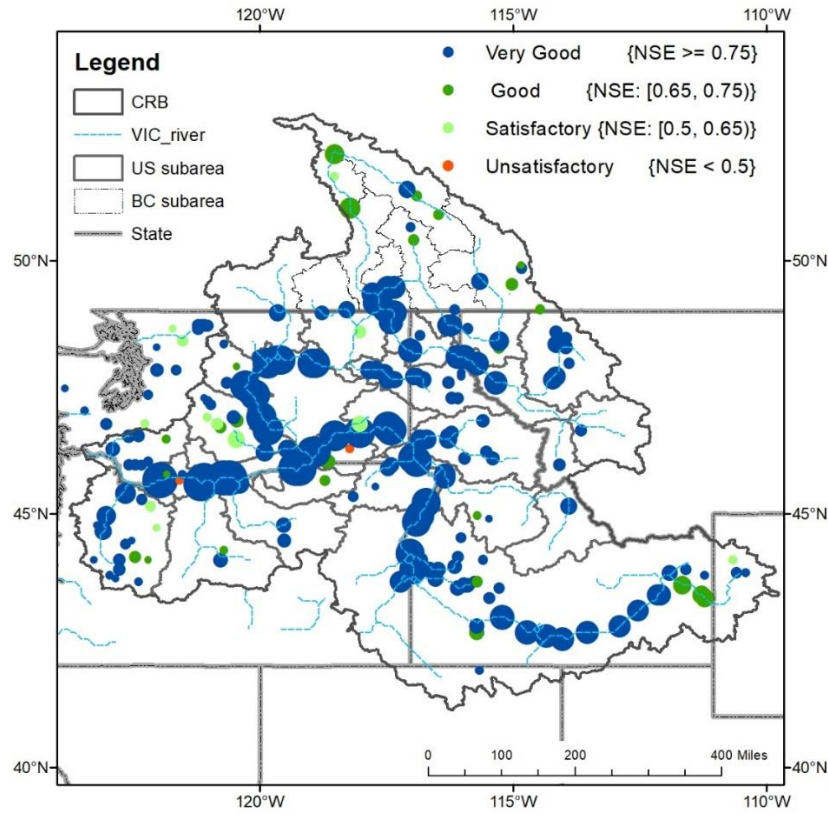 120°W 115°W 110°W
Legend
CRB
VIC_river
US subarea
BC subarea
State
Very Good {NSE >= 0.75}
Good {NSE: [0.65, 0.75)}
Satisfactory {NSE: [0.5, 0.65)}
Unsatisfactory {NSE < 0.5}
50°N 50°N
45°N 45°N
0 100 200 400 Miles
40°N 40°N
120°W 115°W 110°W